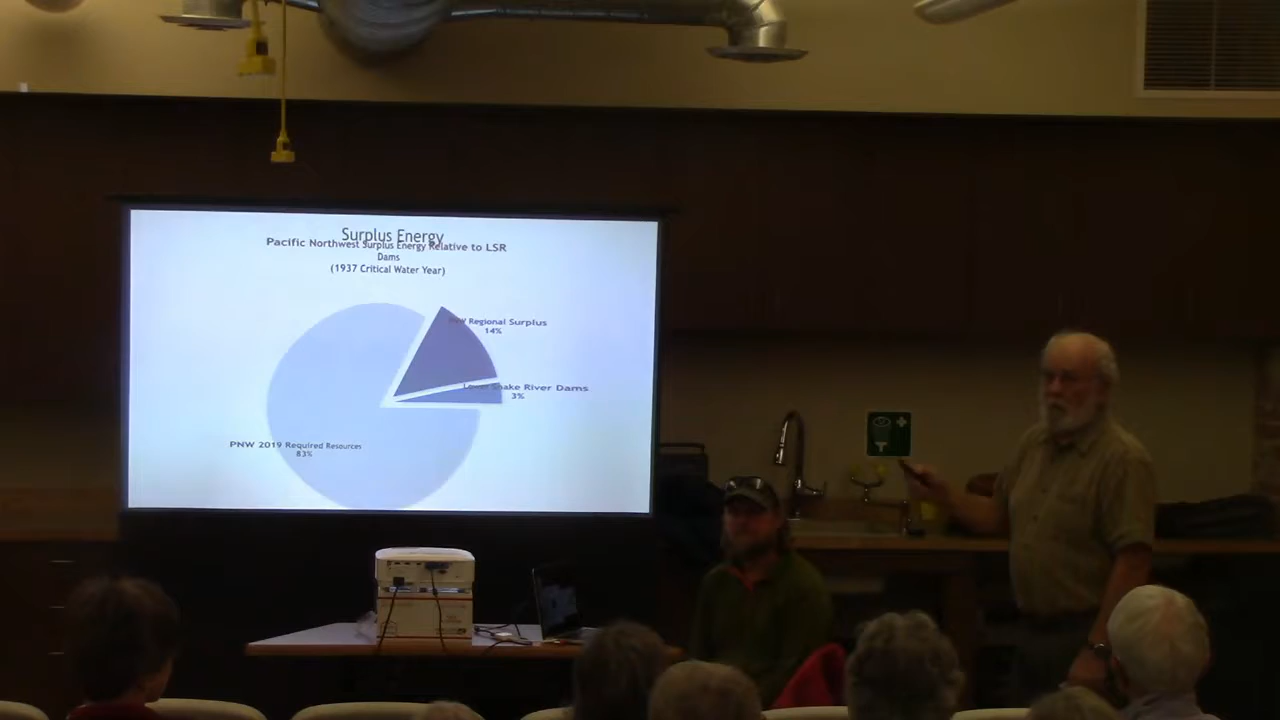 Surplus Energy
Pacific Northwest Surplus Energy Relative to LSR
Dams
(1937 Critical Water Year)
Regional Surplus
14%
Snake River Dams
3%
PNW 2019 Required Resources
83%